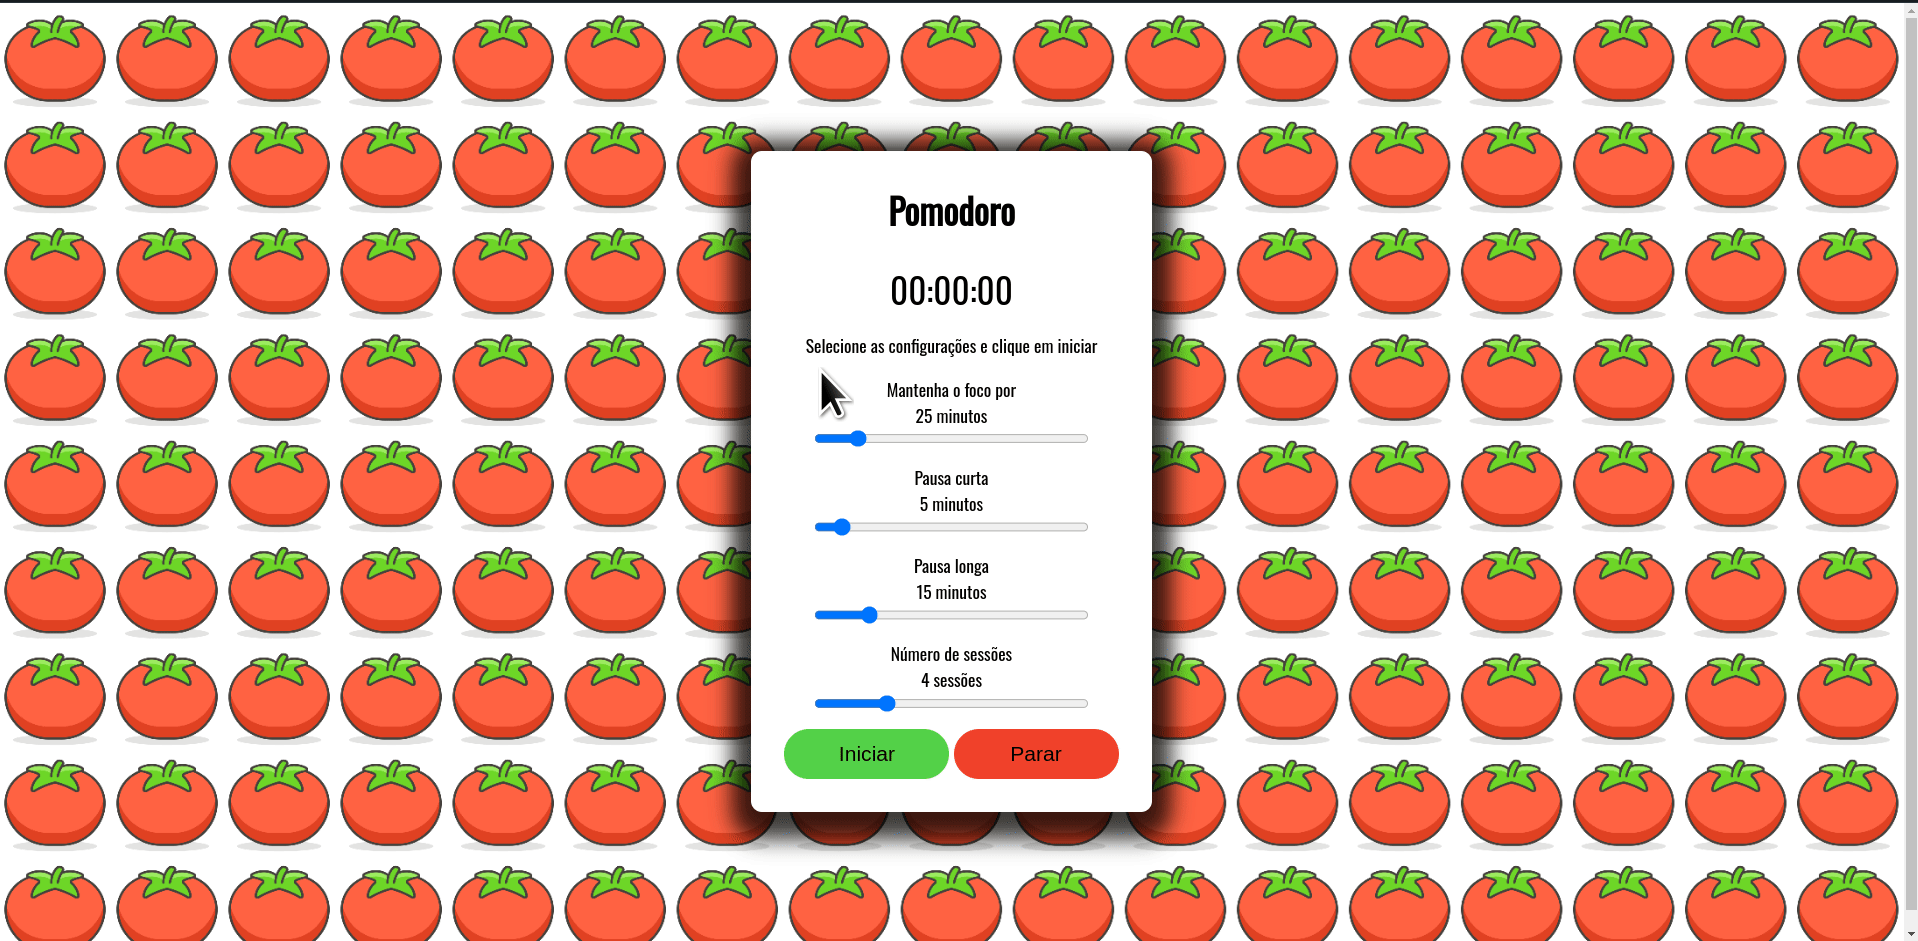 Pomodoro
00:00:00
Selecione as configurações e clique em iniciar
Mantenha o foco por
25 minutos
Pausa curta
5 minutos
Pausa longa
15 minutos
Número de sessões
4 sessões
Iniciar
Parar